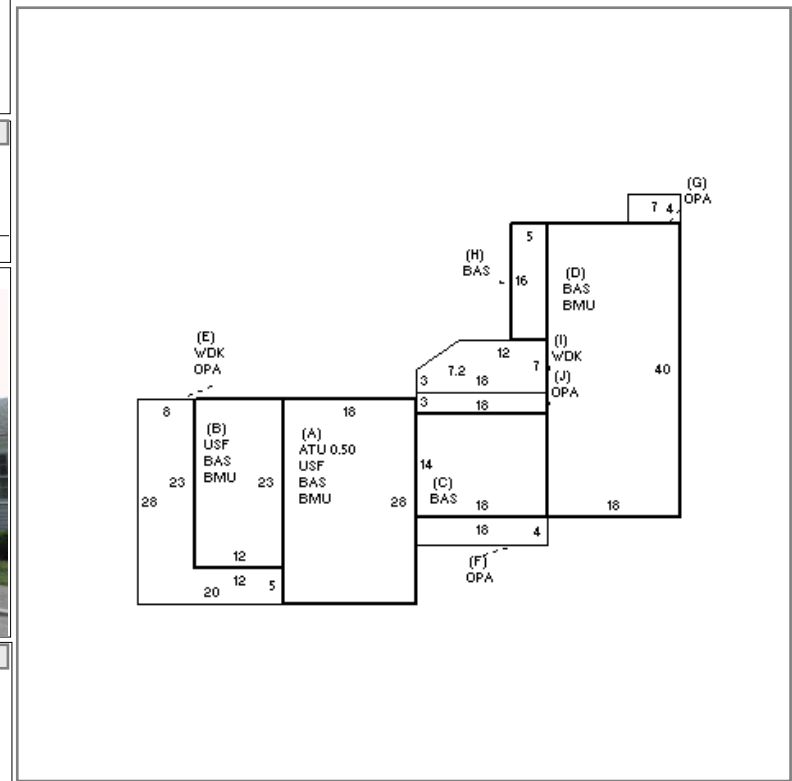 (G)
OPA
7 4
5
(H)
BAS
16
(D)
BAS
BMU
(E)
WDK
OPA
12
(I)
WDK
7
7.2
3
18
40
(J)
OPA
3
18
8
18
(B)
USF
BAS
BMU
(A)
ATU 0.50
USF
BAS
BMU
14
(C)
BAS
23
23
28
28
18
18
18
4
12
12
5
20
(F)
OPA